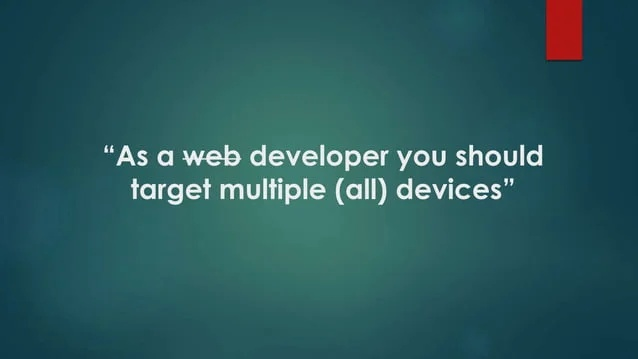 “As a web developer you should
target multiple (all) devices”